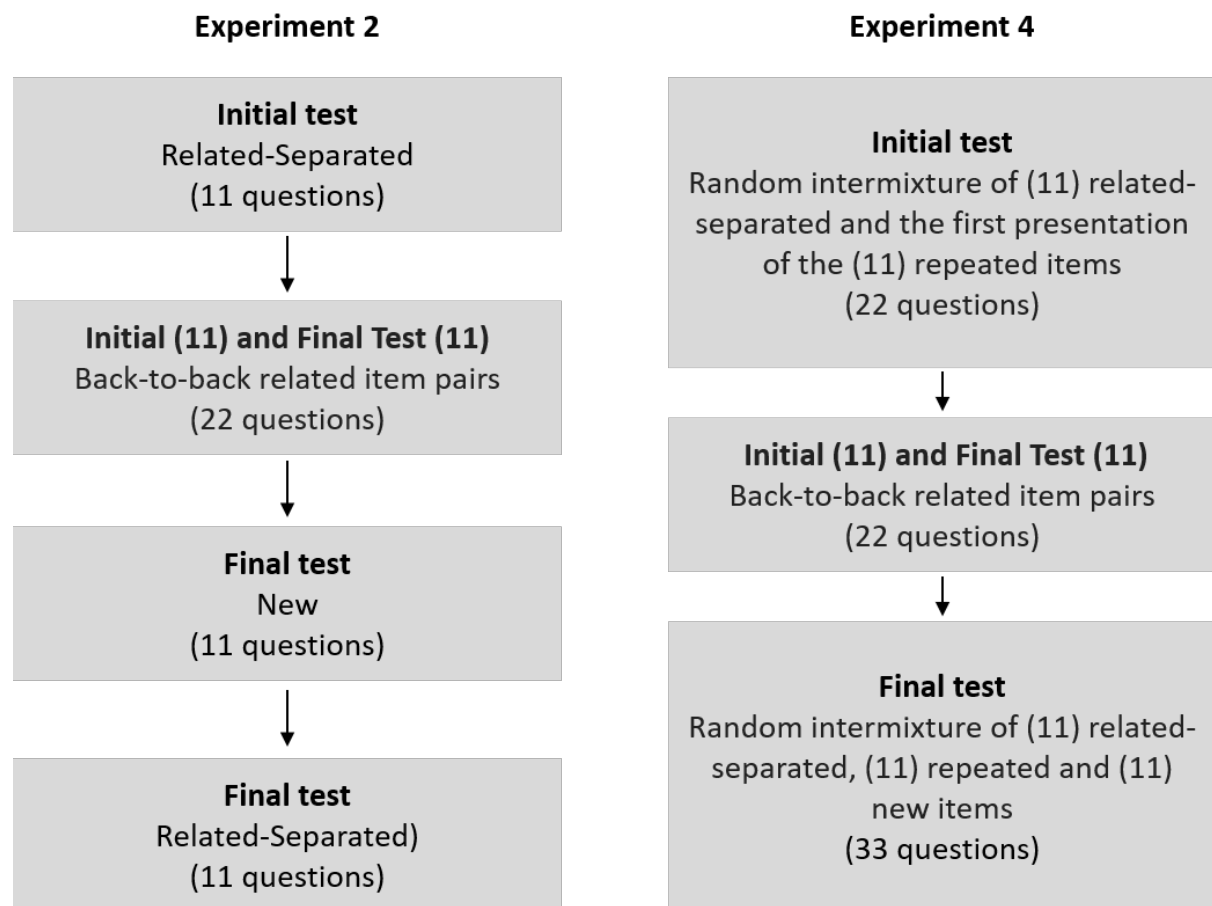 Experiment 2
Initial test
Related-Separated
(11 questions)
Initial (11) and Final Test (11)
Back-to-back related item pairs
(22 questions)
Final test
New
(11 questions)
Final test
Related-Separated)
(11 questions)
Experiment 4
Initial test
Random intermixture of (11) related-
separated and the first presentation
of the (11) repeated items
(22 questions)
Initial (11) and Final Test (11)
Back-to-back related item pairs
(22 questions)
Final test
Random intermixture of (11) related-
separated, (11) repeated and (11)
new items
(33 questions)